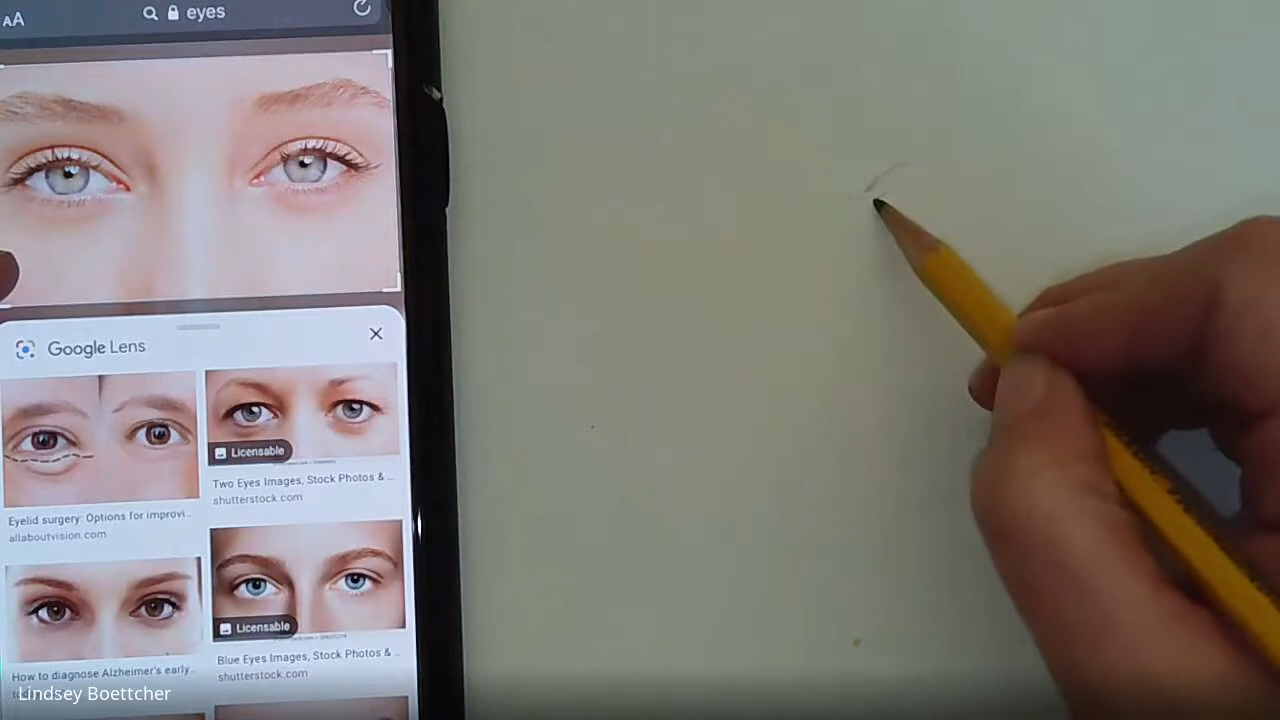 AA eyes
Google Lens
Licensable
Two Eyes Images, Stock Photos & ...
shutterstock.com
Eyelid surgery: Options for improvi...
allaboutvision.com
Licensable
Blue Eyes Images, Stock Photos & ...
shutterstock.com
How to diagnose Alzheimer's early...
Lindsey Boettcher